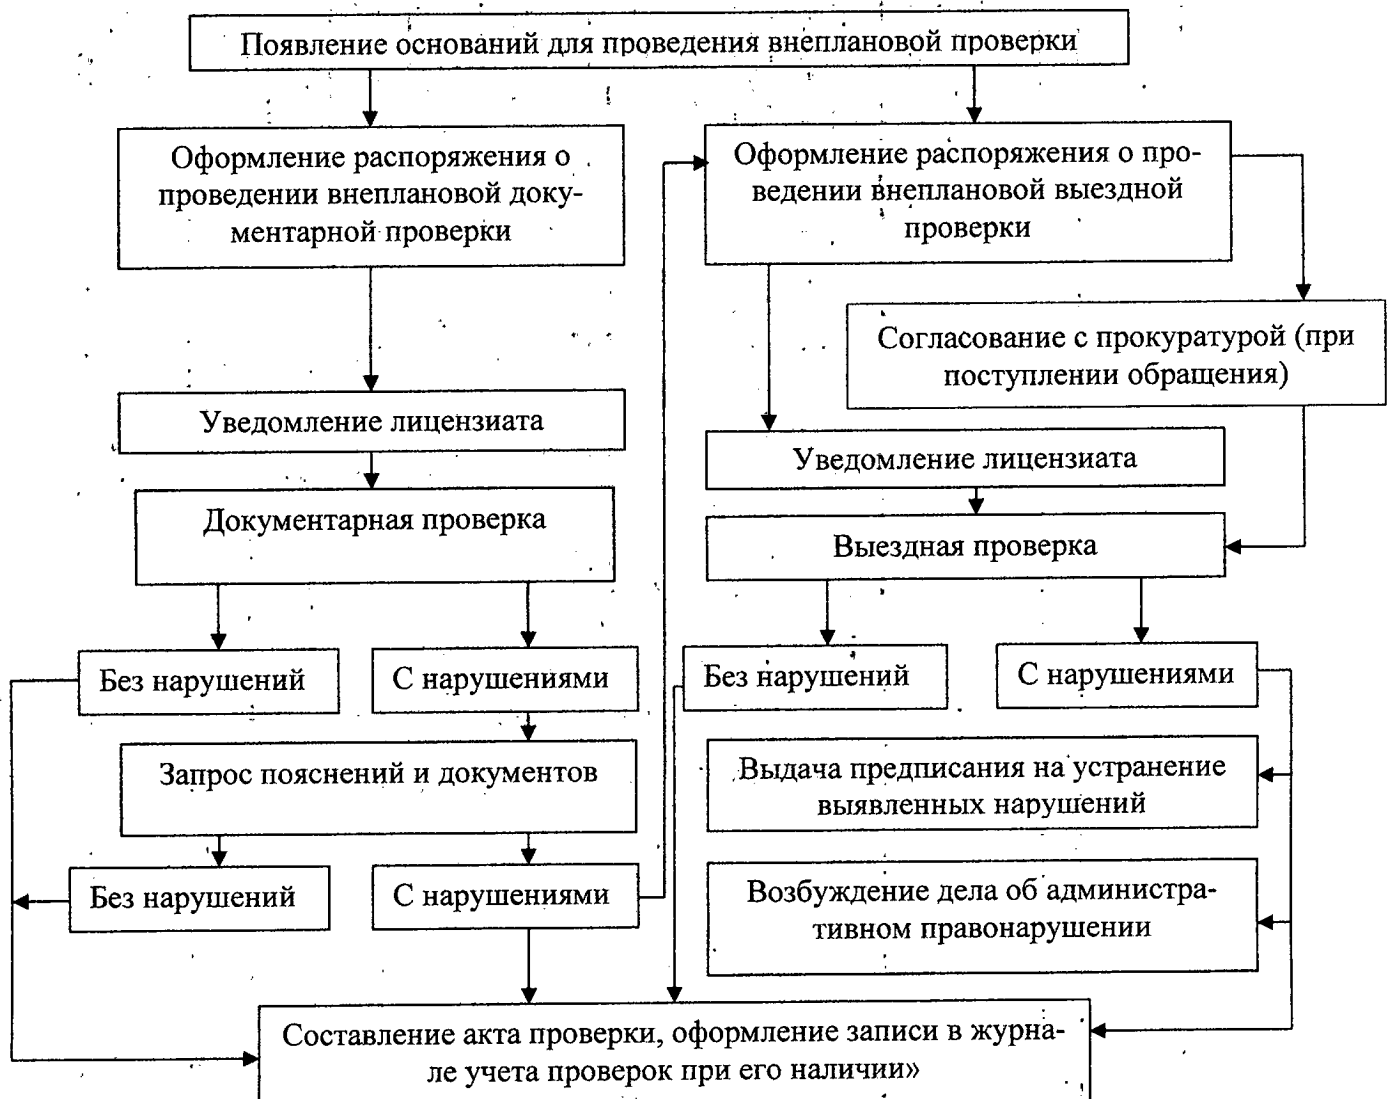 Появление оснований для проведения внеплановой проверки
Оформление распоряжения о
проведении внеплановой доку-
ментарной проверки
Оформление распоряжения о про-
ведении внеплановой выездной
проверки
Согласование с прокуратурой (при
поступлении обращения)
Уведомление лицензиата
Уведомление лицензиата
Документарная проверка
Выездная проверка
Без нарушений
С нарушениями
Без нарушений
С нарушениями
Запрос пояснений и документов
Выдача предписания на устранение
выявленных нарушений
Без нарушений
С нарушениями
Возбуждение дела об администра-
тивном правонарушении
Составление акта проверки, оформление записи в журна-
ле учета проверок при его наличии»